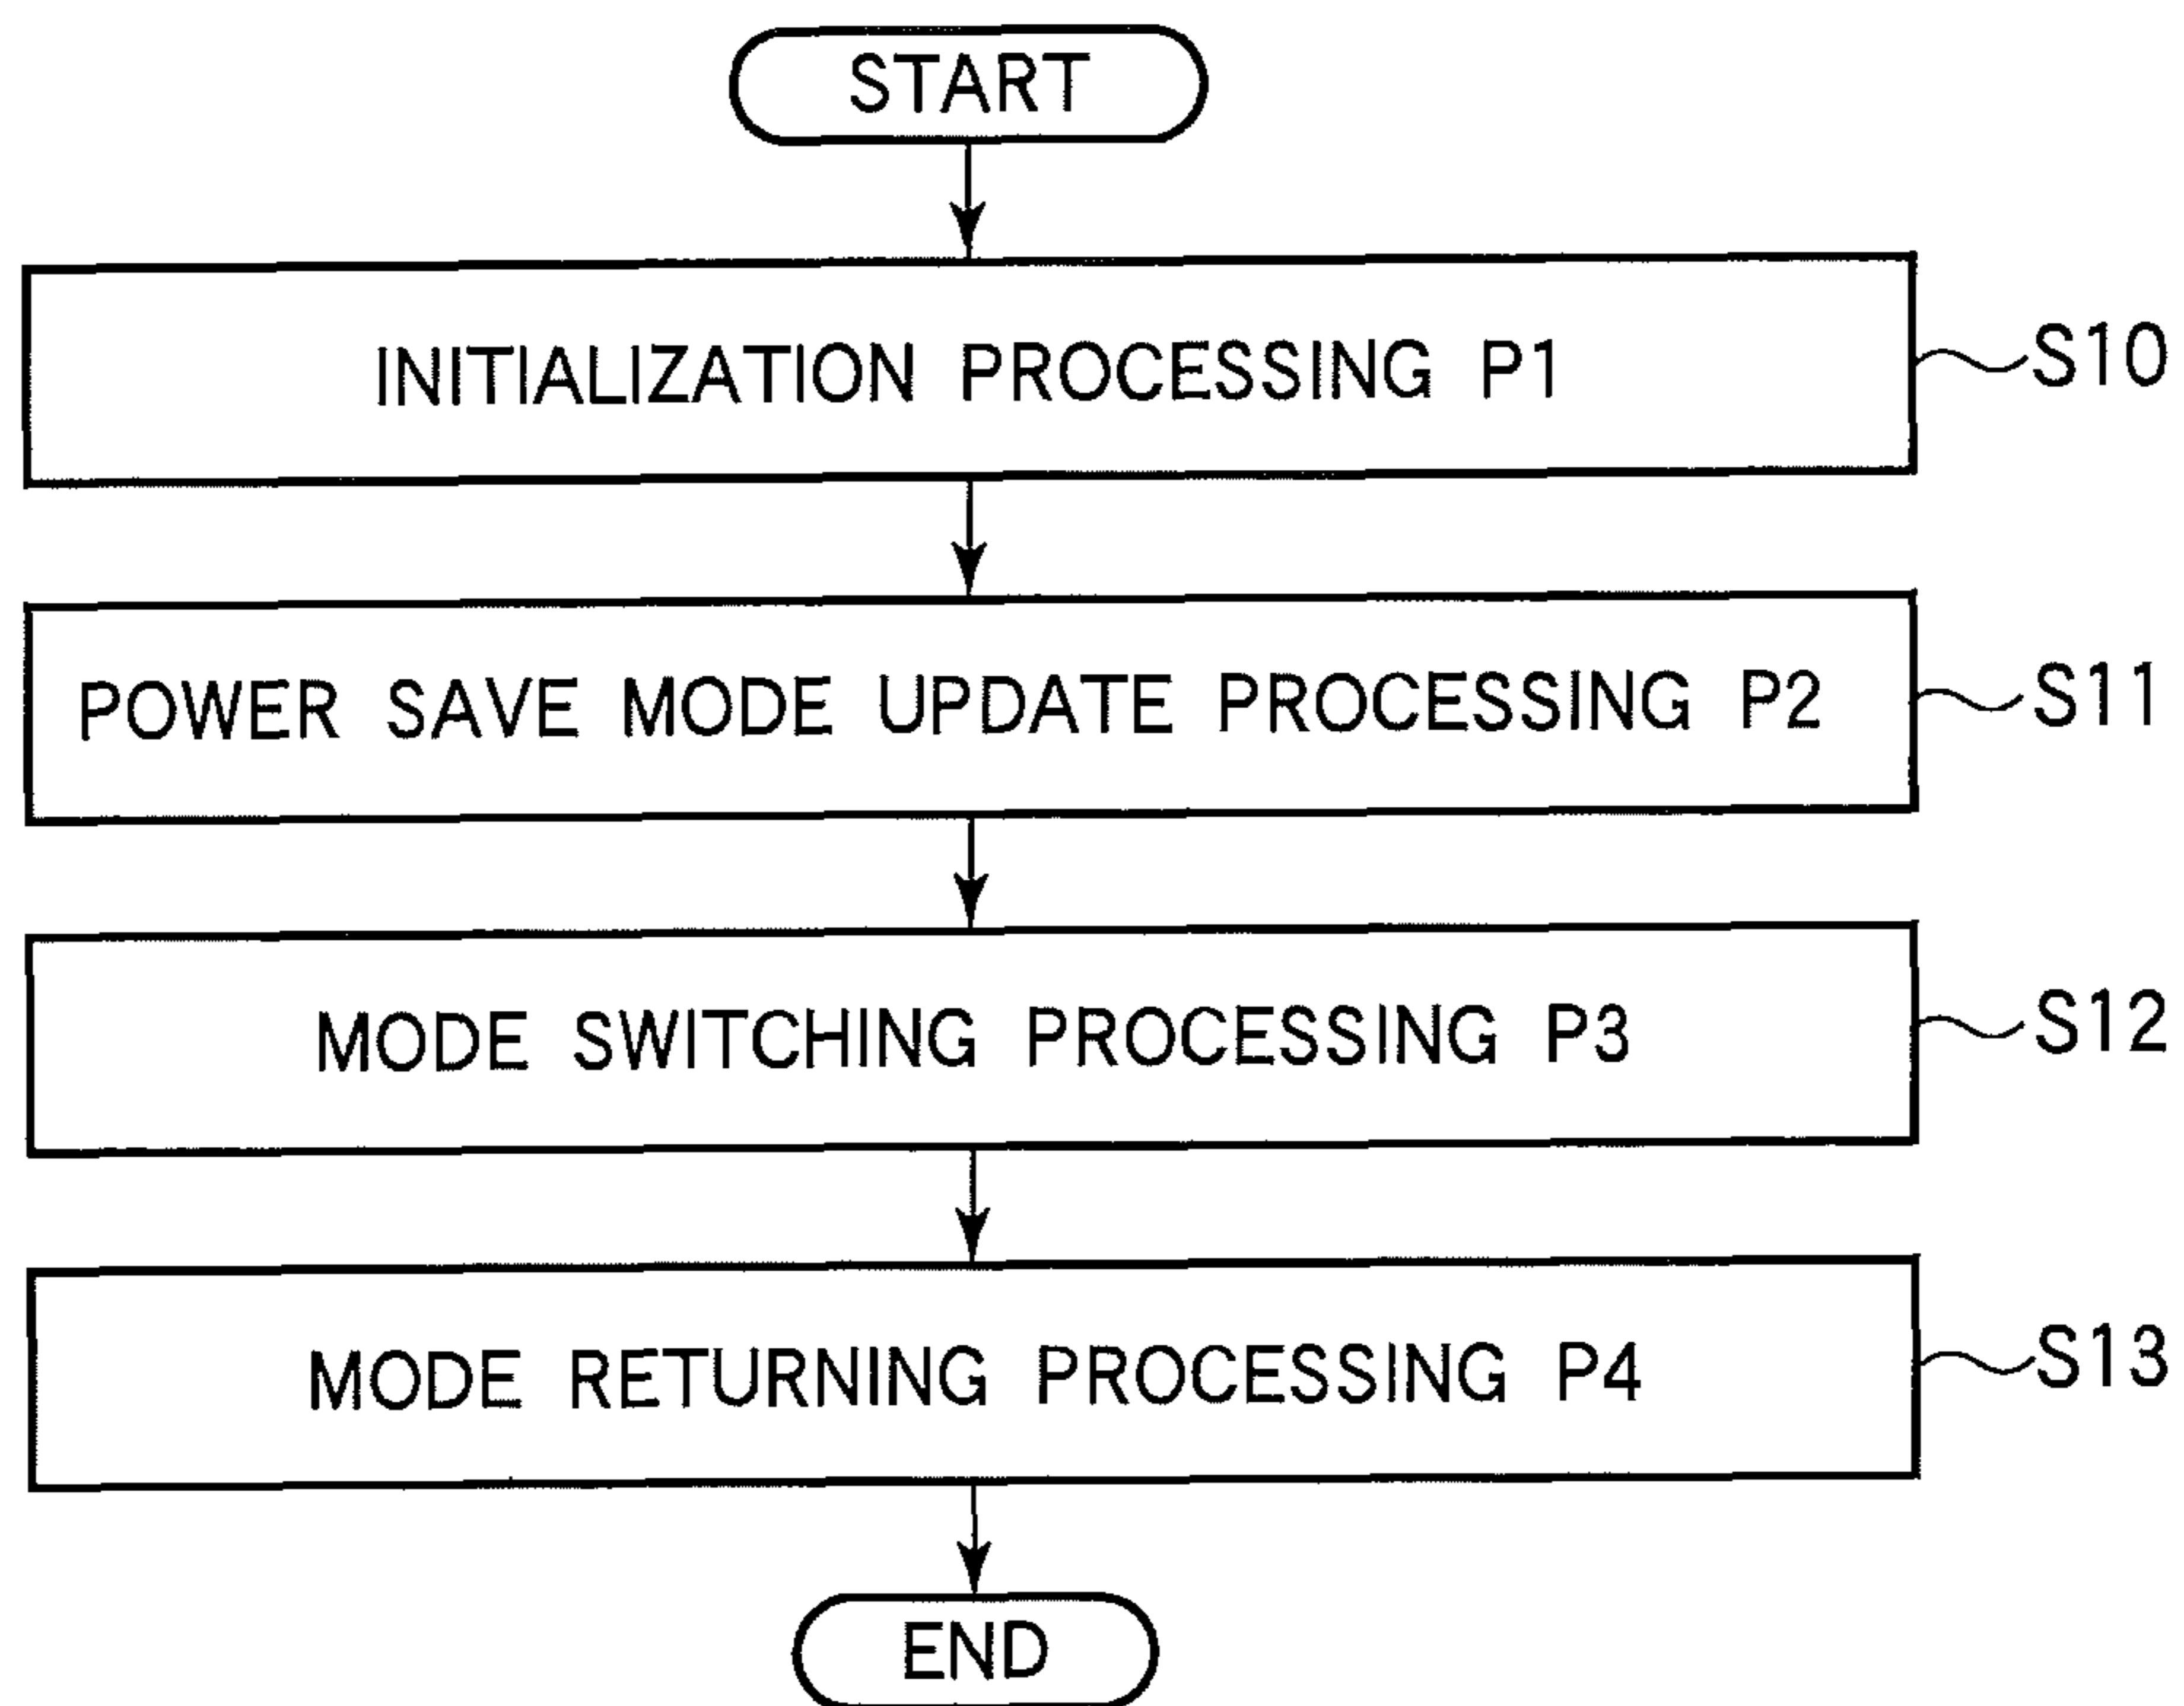 START
INITIALIZATION PROCESSING P1
S10
POWER SAVE MODE UPDATE PROCESSING P2
S11
MODE SWITCHING PROCESSING P3
S12
MODE RETURNING PROCESSING P4
S13
END